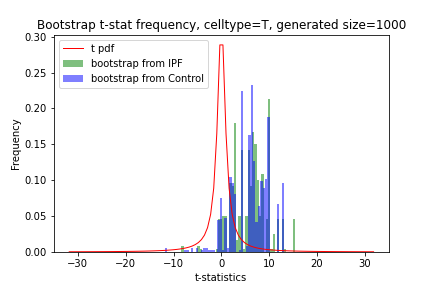 Bootstrap t-stat frequency, celltype=T, generated size=1000
t pdf
bootstrap from IPF
bootstrap from Control
Frequency
0.30
0.25
0.20
0.15
0.10
0.05
0.00
−30 −20 −10 0 10 20 30
t-statistics